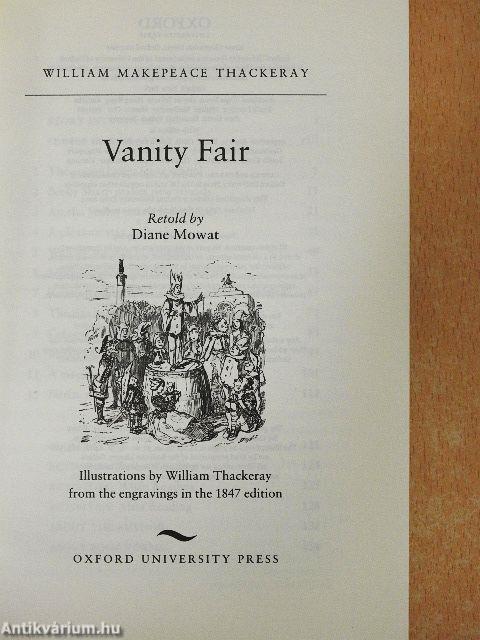 WILLIAM MAKEPEACE THACKERAY
Vanity Fair
Retold by
Diane Mowat
Illustrations by William Thackeray
from the engravings in the 1847 edition
OXFORD UNIVERSITY PRESS
Antikvárium.hu